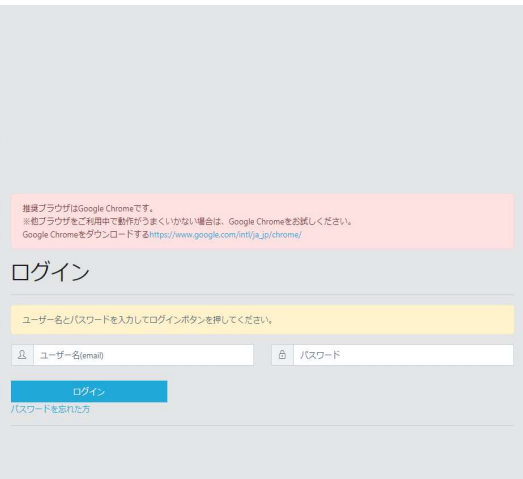 推奨ブラウザはGoogle Chromeです。
※他ブラウザをご利用中で動作がうまくいかない場合は、Google Chromeをお試しください。
Google Chromeをダウンロードするhttps://www.google.com/intl/ja_jp/chrome/
ログイン
ユーザー名とパスワードを入力してログインボタンを押してください。
ユーザー名(email)
パスワード
ログイン
パスワードを忘れた方